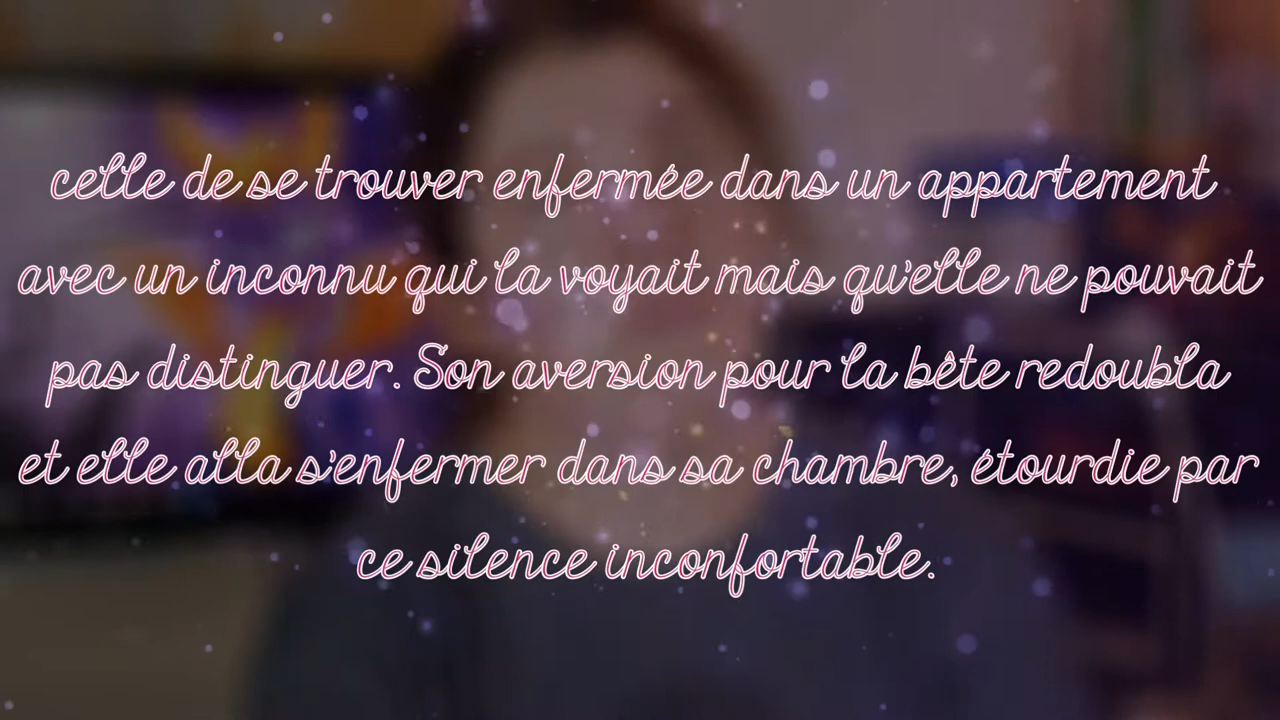 celle de se trouver enfermée dans un appartement
avec un inconnu qui la voyait mais qu'elle ne pouvait
pas distinguer. Son aversion pour la bête redoubla
et elle alla s'enfermer dans sa chambre, étourdie par
ce silence inconfortable.